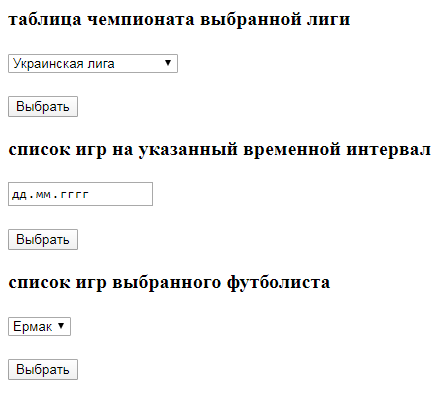 таблица чемпионата выбранной лиги
Украинская лига
Выбрать
список игр на указанный временной интервал
дд.мм.гггг
Выбрать
список игр выбранного футболиста
Ермак
Выбрать